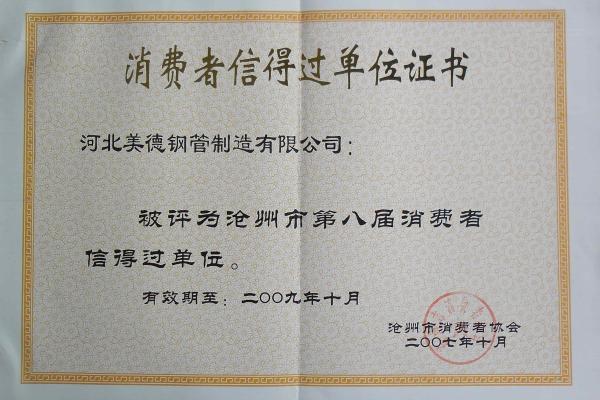 消费者信得过单位证书
河北美德钢管制造有限公司：
被评为沧州市第八届消费者
信得过单位。
有效期至：二〇〇九年十月
沧州市消费者协会
二〇〇七年十月